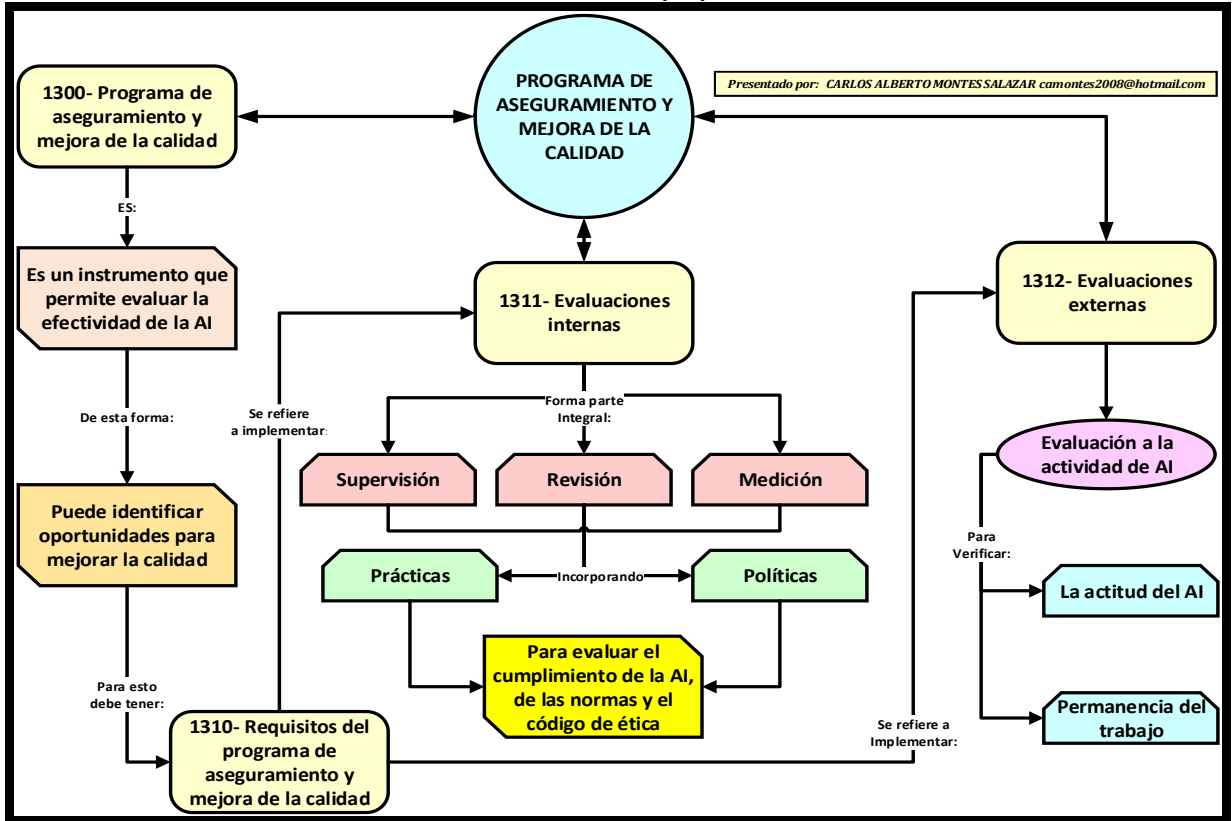 PROGRAMA DE
ASEGURAMIENTO Y
MEJORA DE LA
CALIDAD
Presentado por: CARLOS ALBERTO MONTES SALAZAR camontes2008@hotmail.com
1300- Programa de
aseguramiento y
mejora de la calidad
ES:
Es un instrumento que
permite evaluar la
efectividad de la AI
De esta forma:
Puede identificar
oportunidades para
mejorar la calidad
Para esto
debe tener:
1310- Requisitos del
programa de
aseguramiento y
mejora de la calidad
Se refiere
a implementar:
1311- Evaluaciones
internas
Forma parte
Integral:
Supervisión
Revisión
Medición
Incorporando
Prácticas
Políticas
Para evaluar el
cumplimiento de la AI,
de las normas y el
código de ética
Se refiere a
Implementar:
1312- Evaluaciones
externas
Evaluación a la
actividad de AI
Para
Verificar:
La actitud del AI
Permanencia del
trabajo